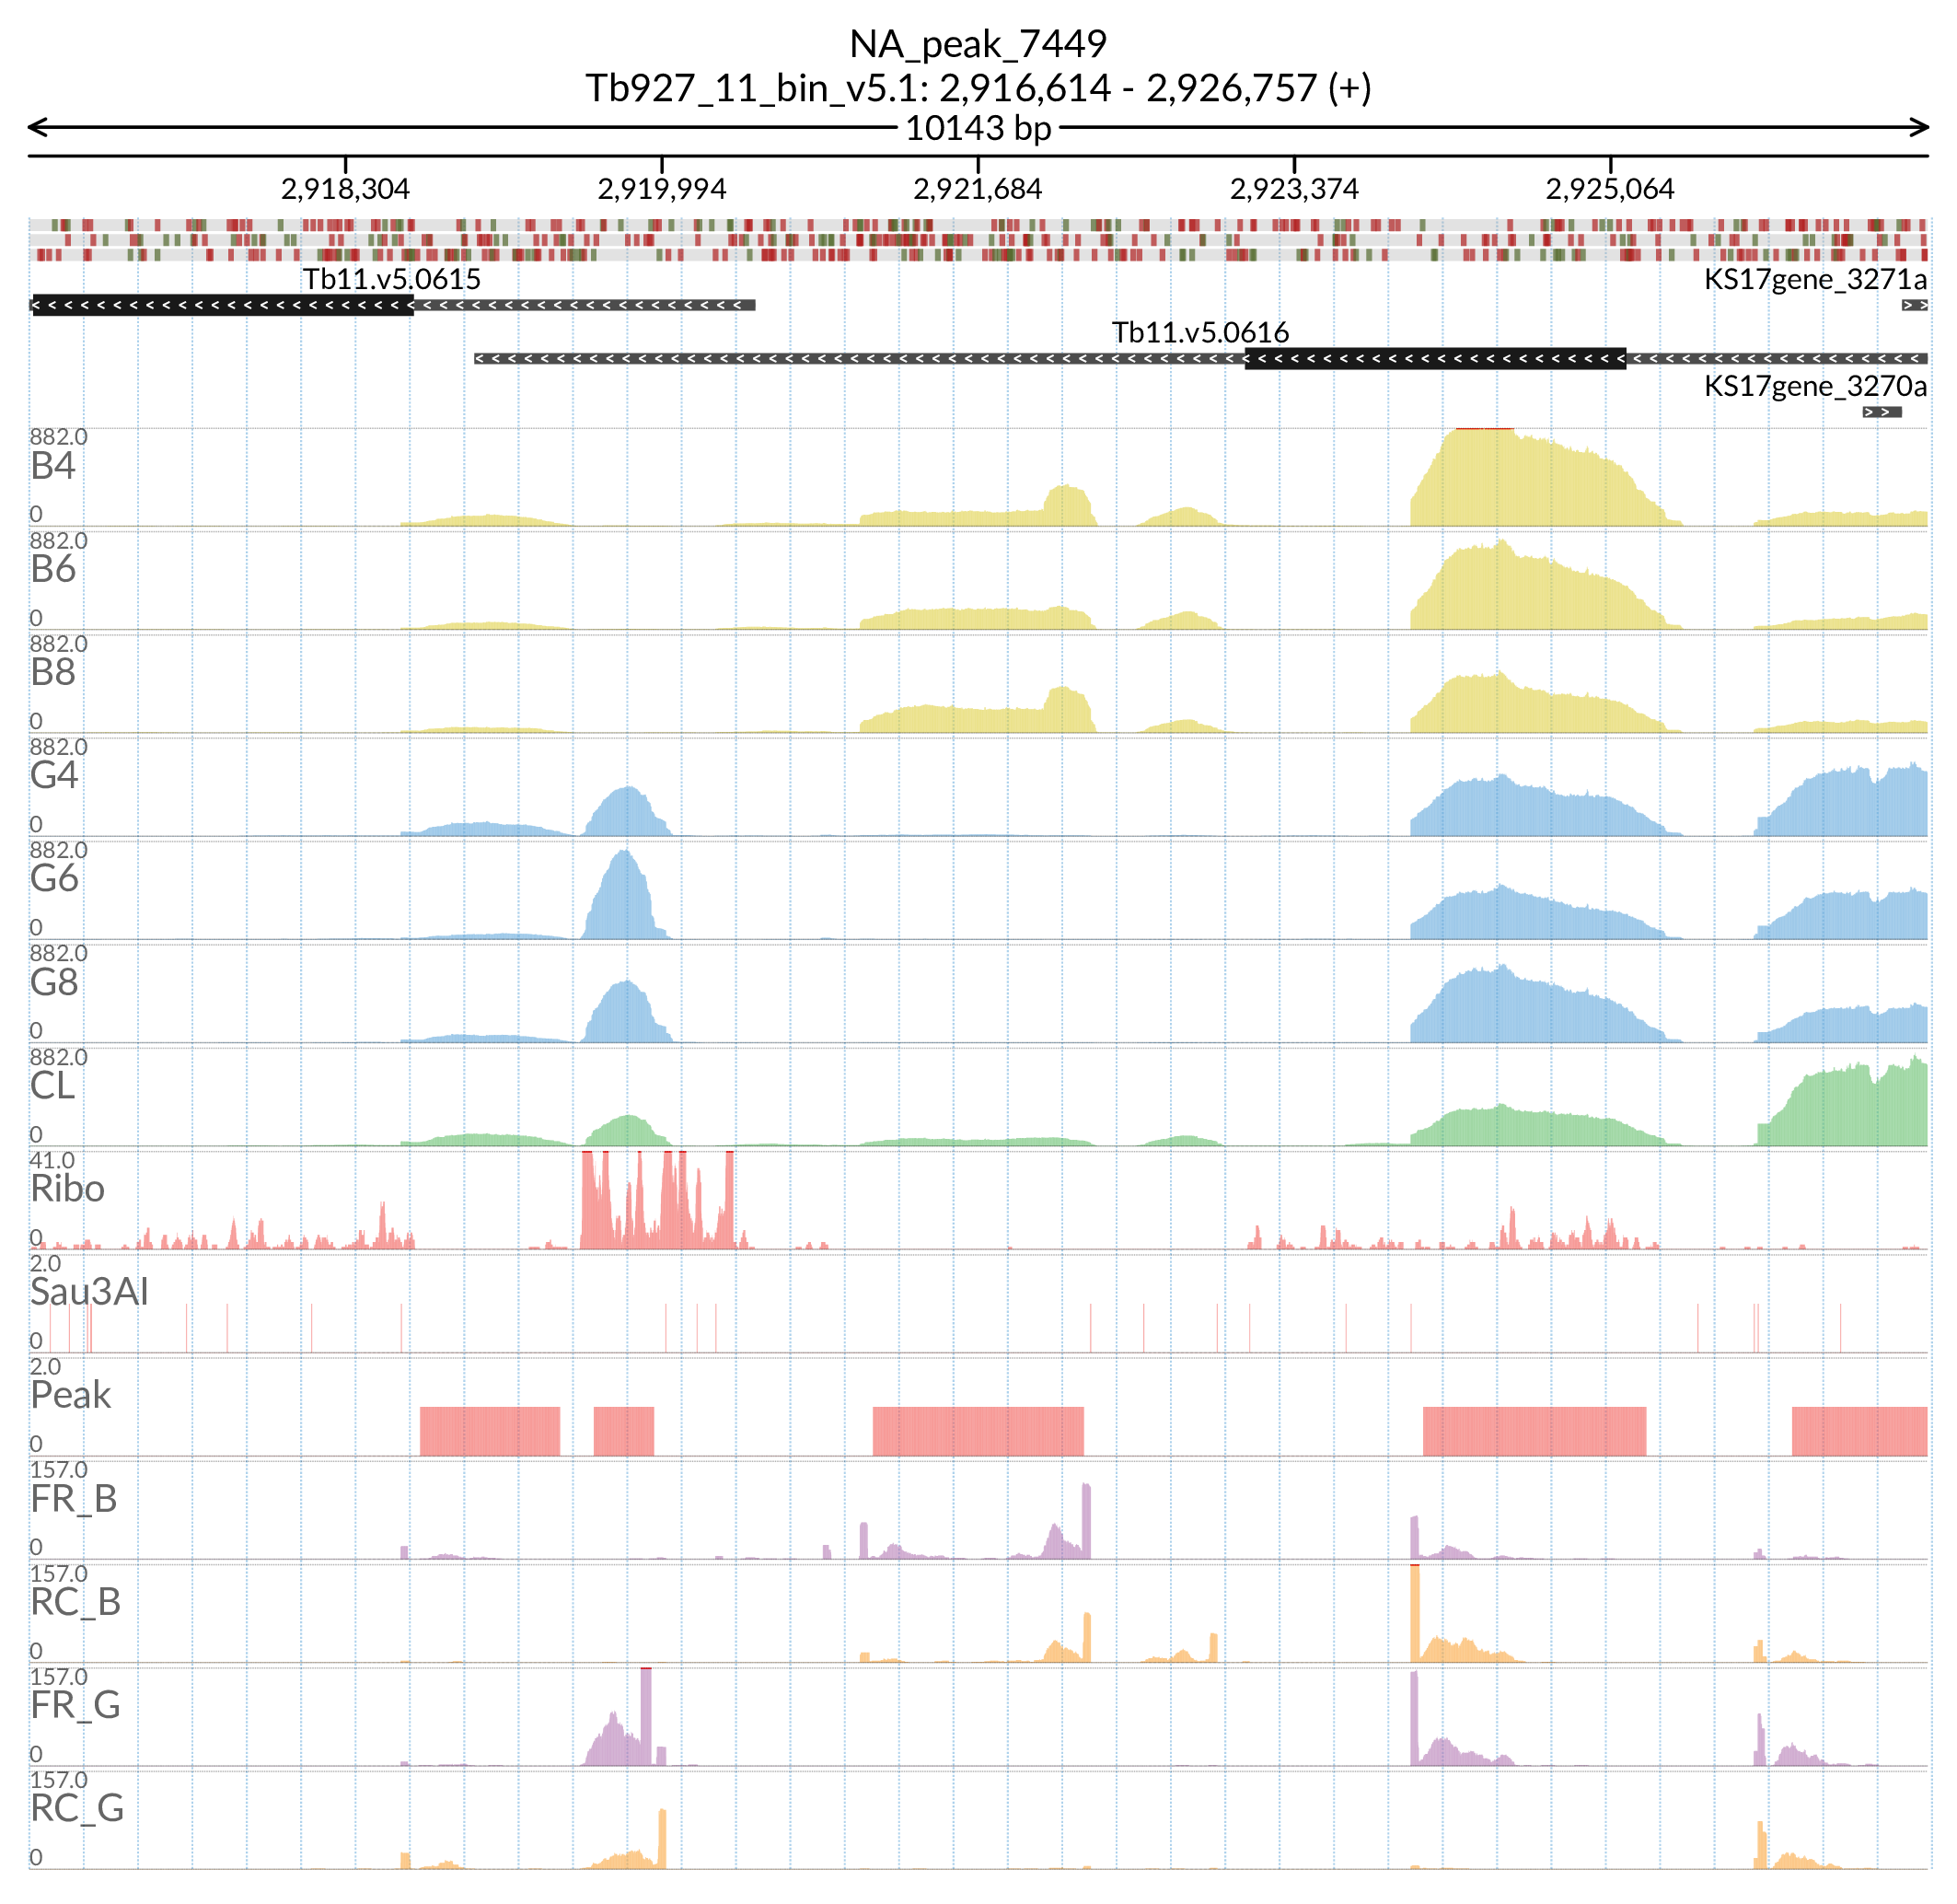 NA_peak_7449
Tb927_11_bin_v5.1: 2,916,614 - 2,926,757 (+)
10143 bp
2,918,304 2,919,994 2,921,684 2,923,374 2,925,064
Tb11.v5.0615 KS17gene_3271a
Tb11.v5.0616
KS17gene_3270a
882.0
B4
0
882.0
B6
0
882.0
B8
0
882.0
G4
0
882.0
G6
0
882.0
G8
0
882.0
CL
0
41.0
Ribo
0
2.0
Sau3AI
0
2.0
Peak
0
157.0
FR_B
0
157.0
RC_B
0
157.0
FR_G
0
157.0
RC_G
0